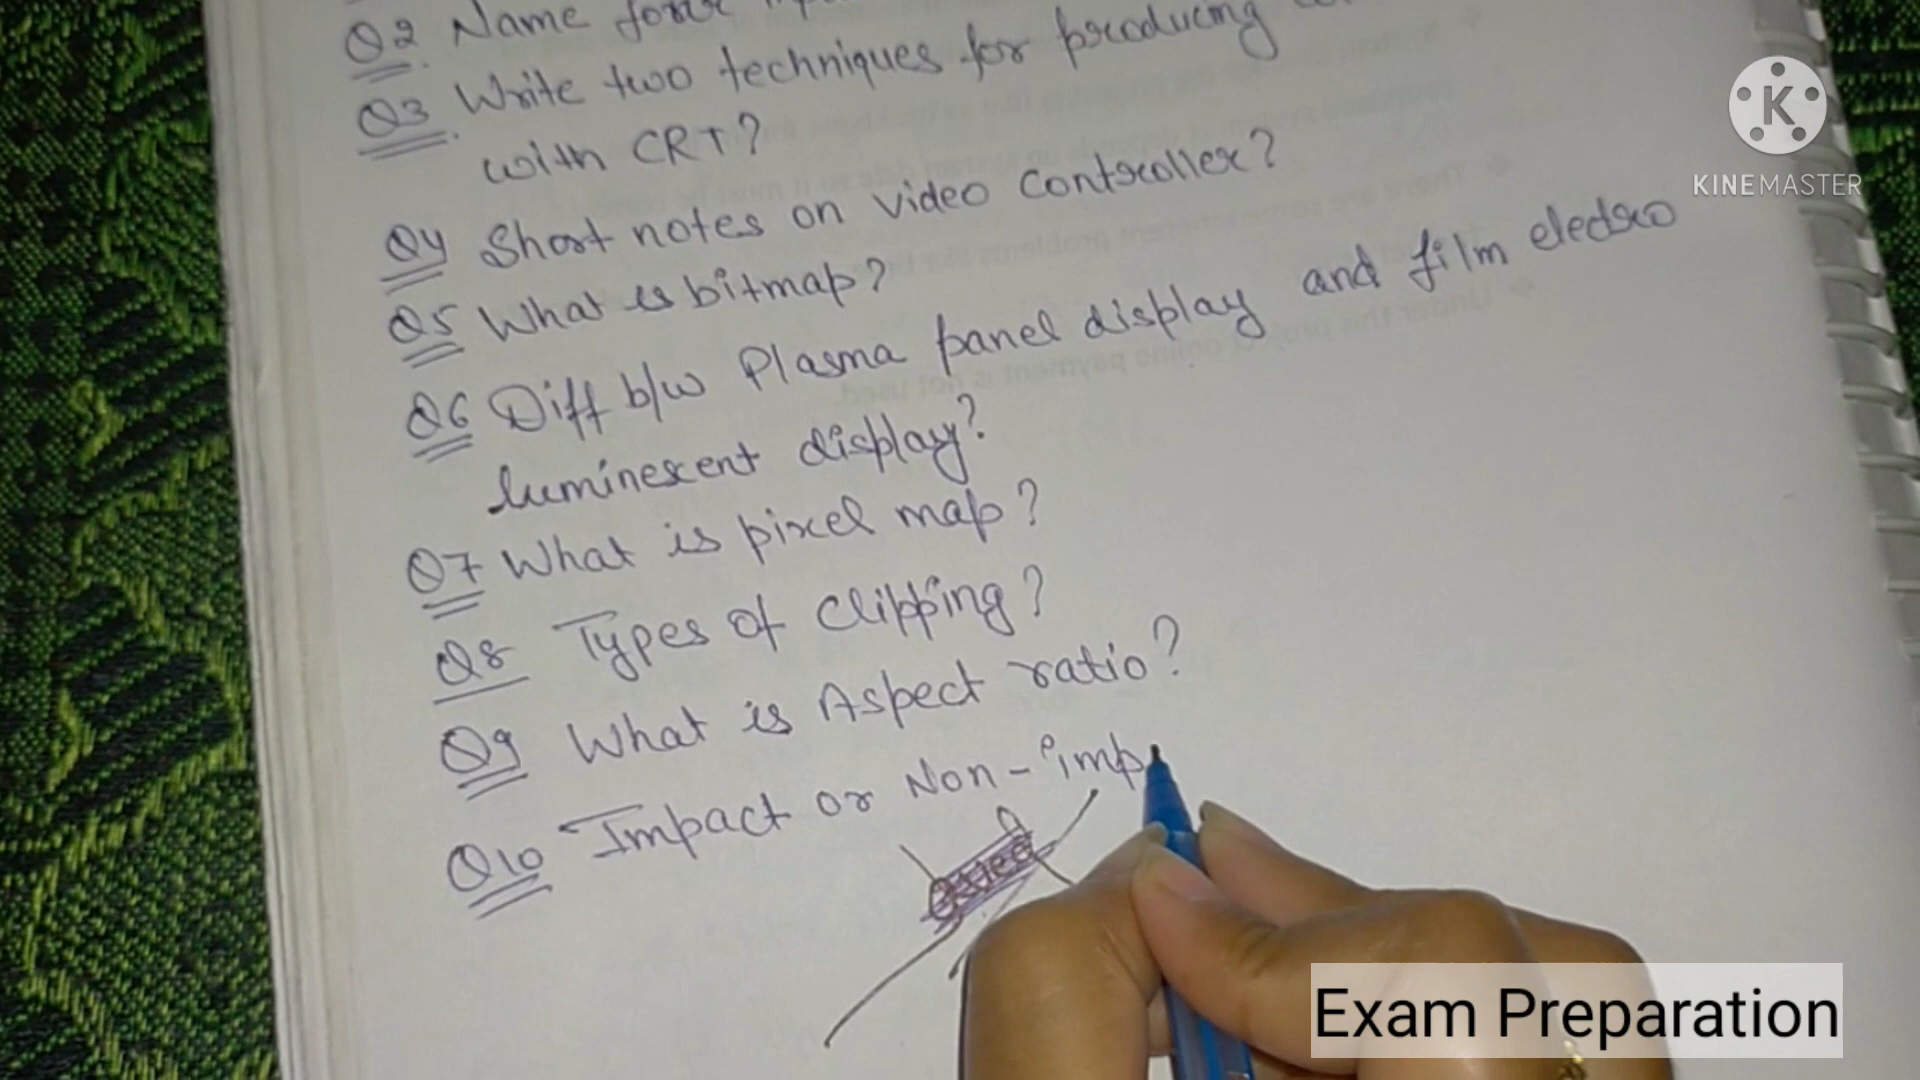 Q2. Name four
Q3. Write two techniques for producing
with CRT?
Q4 Short notes on video controller?
Q5 What is bitmap?
Q6 Diff b/w Plasma panel display and film electro
luminescent display?
Q7 What is pixel map?
Q8 Types of Clipping?
Q9 What is Aspect ratio?
Q10 Impact or Non-imp
K
KINEMASTER
Exam Preparation